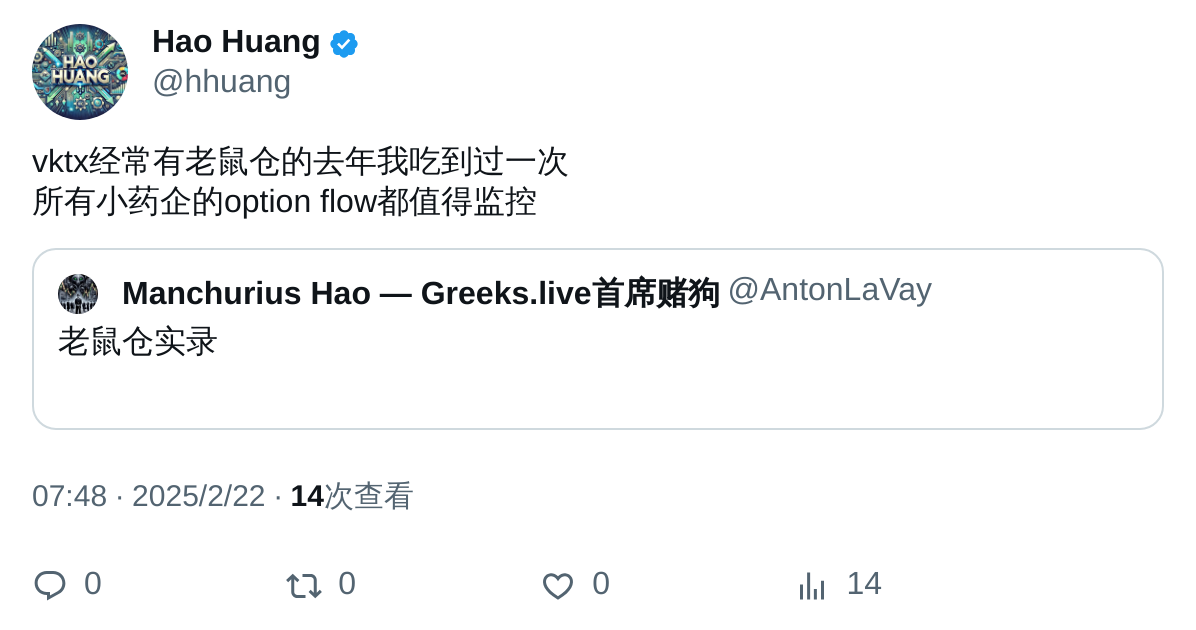 HAO
HUANG
Hao Huang
@hhuang
vktx经常有老鼠仓的去年我吃到过一次
所有小药企的option flow都值得监控
Manchurius Hao — Greeks.live首席赌狗 @AntonLaVay
老鼠仓实录
07:48 · 2025/2/22 · 14次查看
0 0 0 14